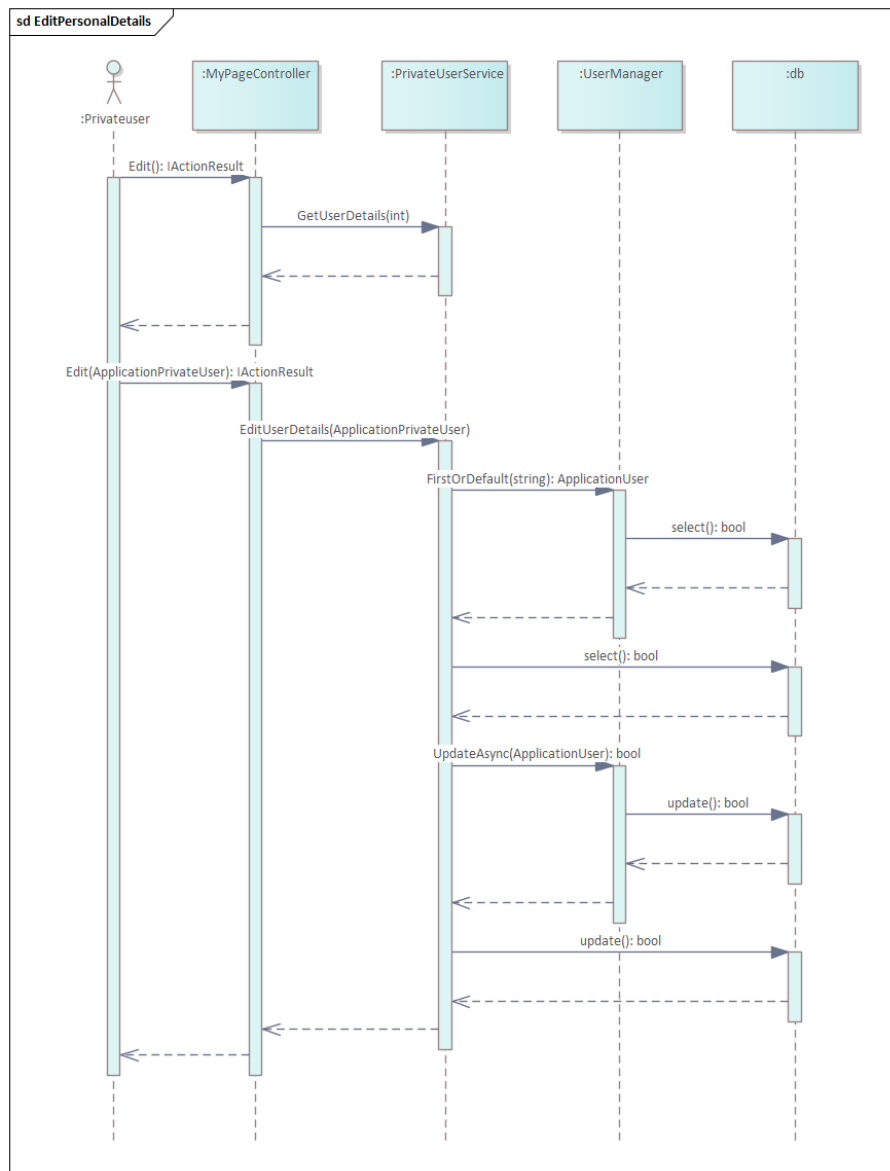 sd EditPersonalDetails
:Privateuser
:MyPageController
:PrivateUserService
:UserManager
:db
Edit(): IActionResult
GetUserDetails(int)
Edit(ApplicationPrivateUser): IActionResult
EditUserDetails(ApplicationPrivateUser)
FirstOrDefault(string): ApplicationUser
select(): bool
select(): bool
UpdateAsync(ApplicationUser): bool
update(): bool
update(): bool